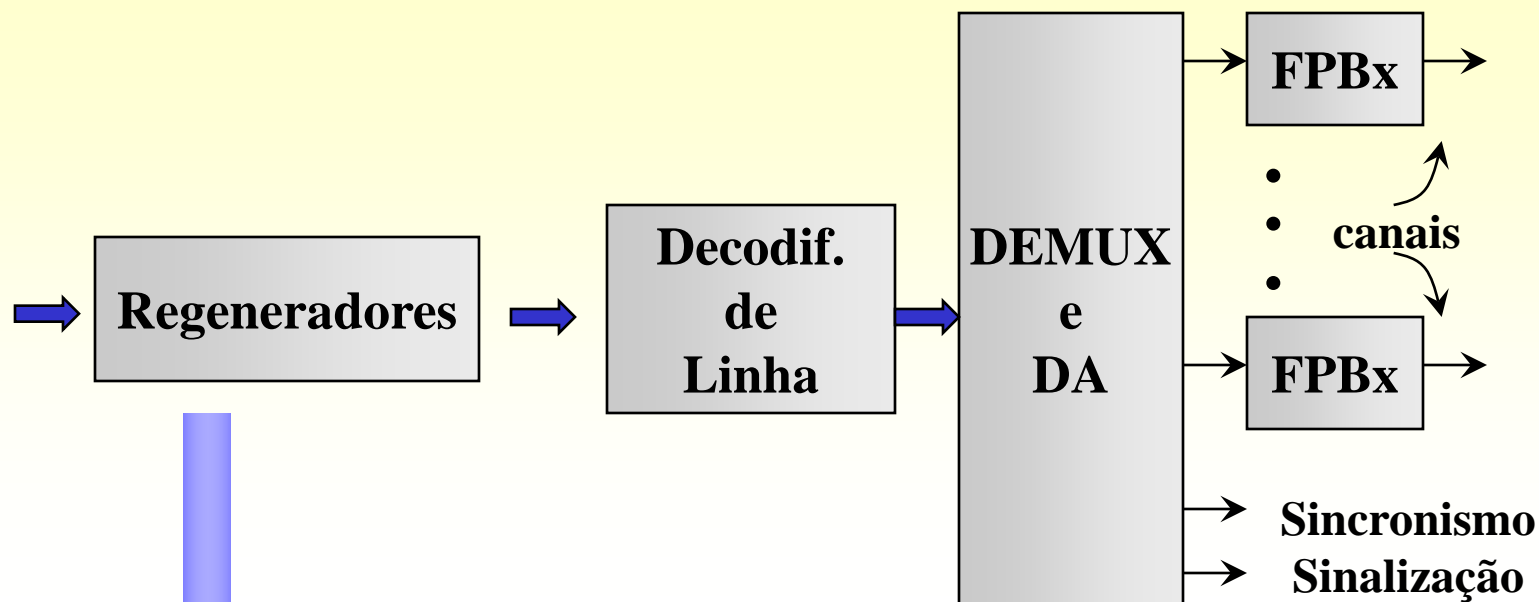 FPBx
canais
Regeneradores
Decodif.
de
Linha
DEMUX
e
DA
FPBx
Sincronismo
Sinalização